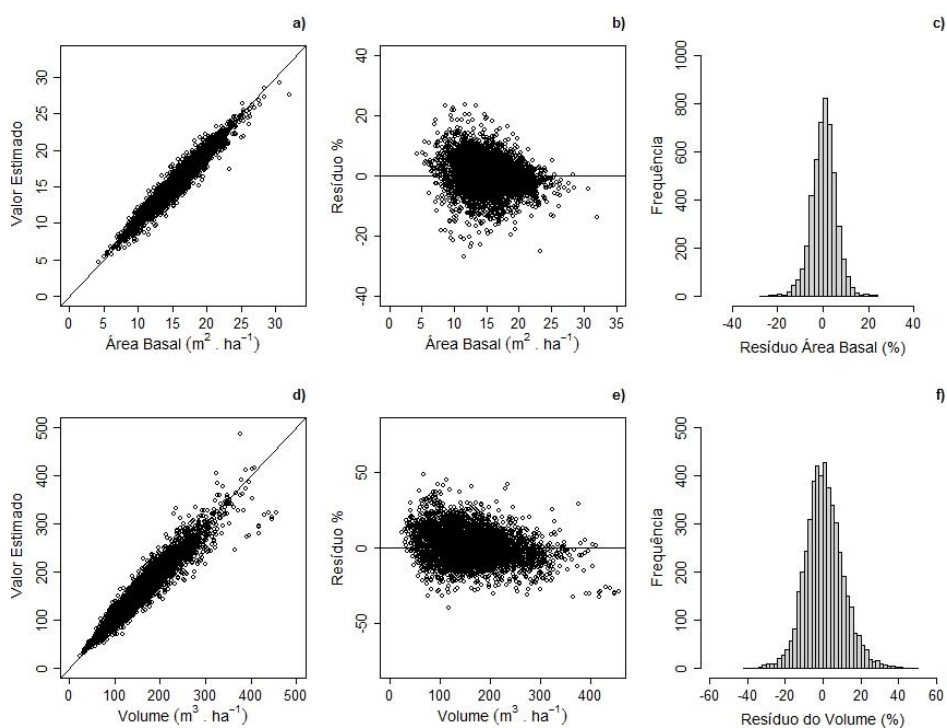 a)
Valor Estimado
30
25
20
15
10
5
0
0 5 10 15 20 25 30
Área Basal (m² . ha⁻¹)
b)
Resíduo %
40
20
0
-20
-40
0 5 10 15 20 25 30 35
Área Basal (m² . ha⁻¹)
c)
Frequência
1000
800
600
400
200
0
-40 -20 0 20 40
Resíduo Área Basal (%)
d)
Valor Estimado
500
400
300
200
100
0
0 100 200 300 400 500
Volume (m³ . ha⁻¹)
e)
Resíduo %
50
0
-50
0 100 200 300 400
Volume (m³ . ha⁻¹)
f)
Frequência
500
400
300
200
100
0
-60 -40 -20 0 20 40 60
Resíduo do Volume (%)